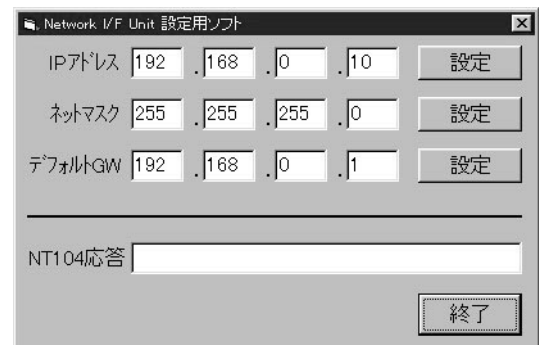 Network I/F Unit 設定用ソフト
IPアドレス 192 .168 .0 .10 設定
ネットマスク 255 .255 .255 .0 設定
デフォルトGW 192 .168 .0 .1 設定
NT104応答
終了